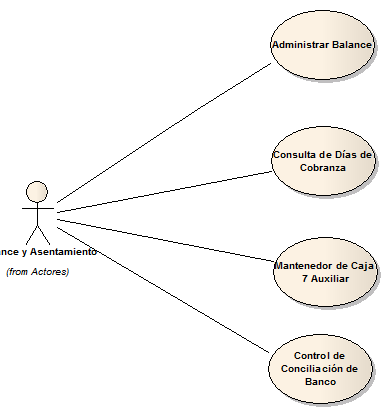 Administrar Balance
Consulta de Días de
Cobranza
y Asentamiento
(from Actores)
Mantenedor de Caja
7 Auxiliar
Control de
Conciliación de
Banco